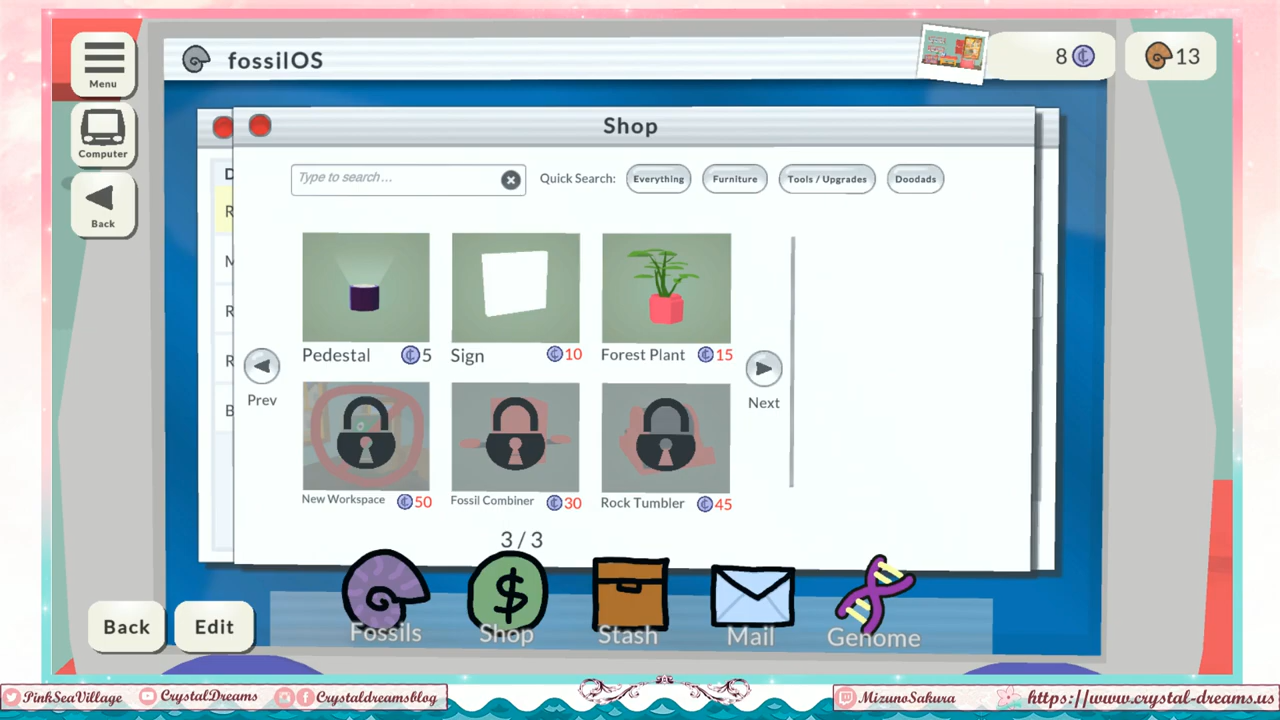 Menu
Computer
Back
fossilOS
8
13
Shop
Type to search...
Quick Search:
Everything
Furniture
Tools / Upgrades
Doodads
D
R
M
R
R
B
Pedestal
5
Sign
10
Forest Plant
15
Prev
Next
New Workspace
50
Fossil Combiner
30
Rock Tumbler
45
3 / 3
Back
Edit
Fossils
$
Shop
Stash
Mail
Genome
PinkSeaVillage
CrystalDreams
Crystaldreamsblog
MizunoSakura
https://www.crystal-dreams.us